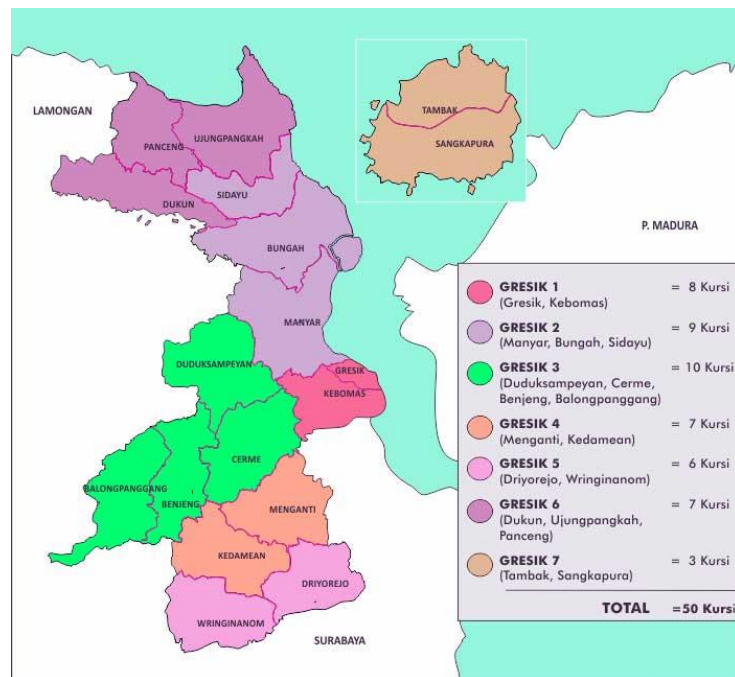 LAMONGAN
UJUNGPANGKAH
PANCENG
SIDAYU
DUKUN
BUNGAH
MANYAR
DUDUKSAMPEYAN
GRESIK
KEBOMAS
CERME
BALONGPANGGANG
BENJENG
MENGANTI
KEDAMEAN
DRIYOREJO
WRINGINANOM
SURABAYA
TAMBAK
SANGKAPURA
P. MADURA
GRESIK 1 = 8 Kursi
(Gresik, Kebomas)
GRESIK 2 = 9 Kursi
(Manyar, Bungah, Sidayu)
GRESIK 3 = 10 Kursi
(Duduksampeyan, Cerme,
Benjeng, Balongpanggang)
GRESIK 4 = 7 Kursi
(Menganti, Kedamean)
GRESIK 5 = 6 Kursi
(Driyorejo, Wringinanom)
GRESIK 6 = 7 Kursi
(Dukun, Ujungpangkah,
Panceng)
GRESIK 7 = 3 Kursi
(Tambak, Sangkapura)
TOTAL =50 Kursi